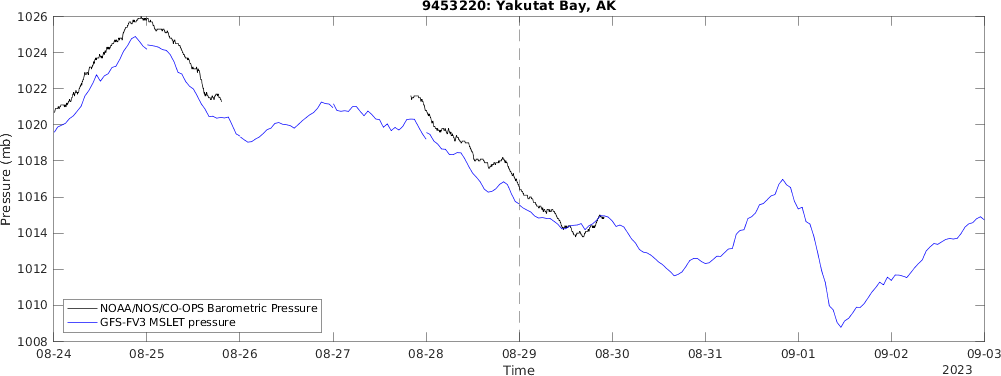 9453220: Yakutat Bay, AK
Pressure (mb)
1026
1024
1022
1020
1018
1016
1014
1012
1010
1008
NOAA/NOS/CO-OPS Barometric Pressure
GFS-FV3 MSLET pressure
08-24 08-25 08-26 08-27 08-28 08-29 08-30 08-31 09-01 09-02 09-03
Time
2023